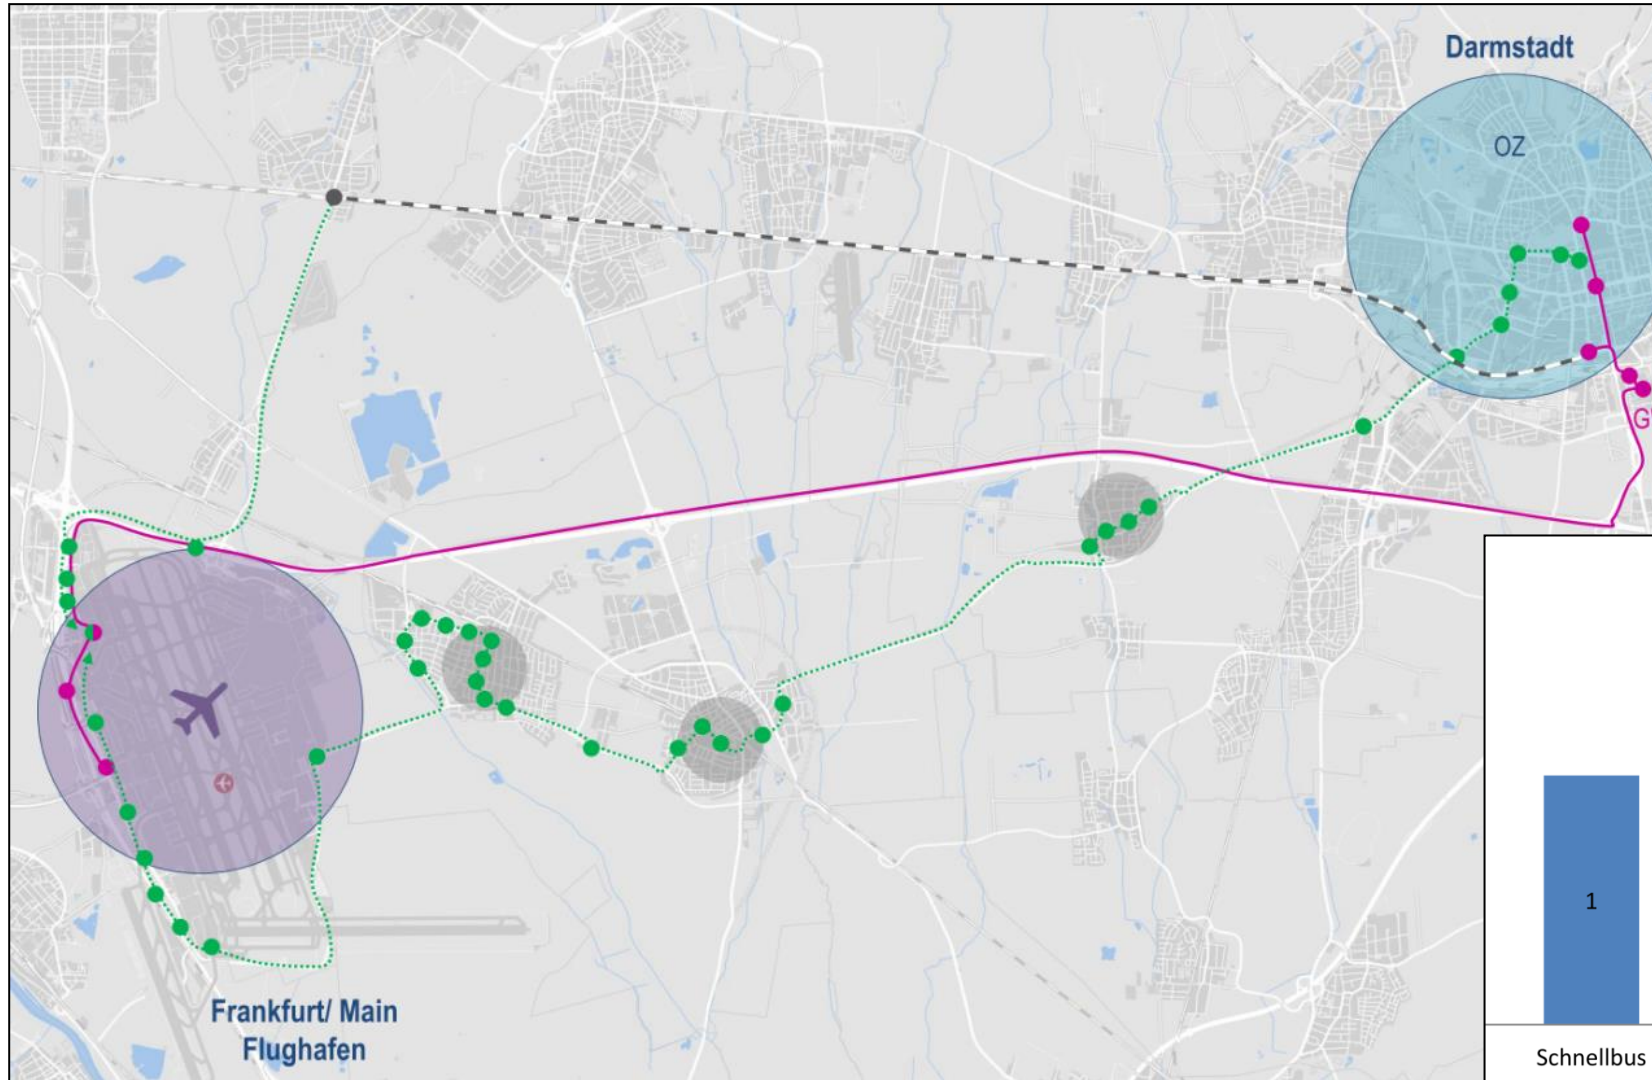 Darmstadt
OZ
G
1
Schnellbus
Frankfurt/ Main
Flughafen